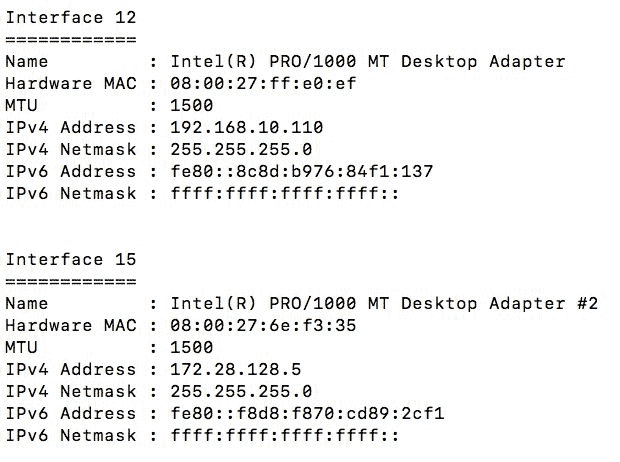 Interface 12
============
Name         : Intel(R) PRO/1000 MT Desktop Adapter
Hardware MAC : 08:00:27:ff:e0:ef
MTU          : 1500
IPv4 Address : 192.168.10.110
IPv4 Netmask : 255.255.255.0
IPv6 Address : fe80::8c8d:b976:84f1:137
IPv6 Netmask : ffff:ffff:ffff:ffff::
Interface 15
============
Name         : Intel(R) PRO/1000 MT Desktop Adapter #2
Hardware MAC : 08:00:27:6e:f3:35
MTU          : 1500
IPv4 Address : 172.28.128.5
IPv4 Netmask : 255.255.255.0
IPv6 Address : fe80::f8d8:f870:cd89:2cf1
IPv6 Netmask : ffff:ffff:ffff:ffff::